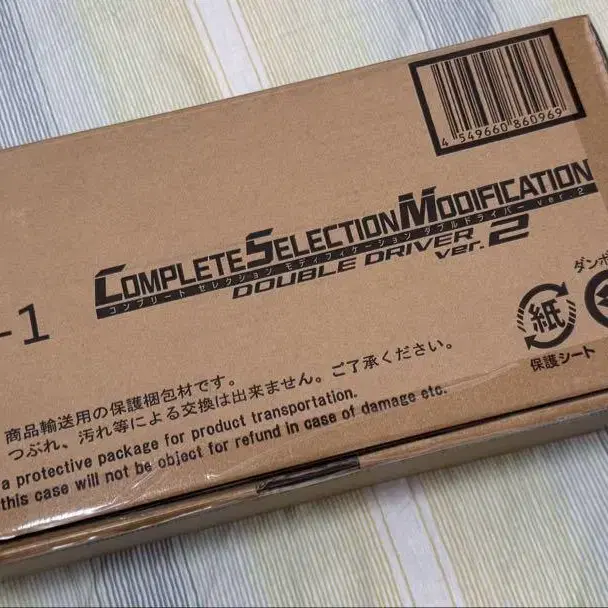 4 549660 860969
COMPLETE SELECTION MODIFICATION
コンプリート セレクション モディフィケーション ダブルドライバー ver.2
DOUBLE DRIVER ver.2
-1
紙
保護シート
ダンボ
商品輸送用の保護梱包材です。
つぶれ、汚れ等による交換は出来ません。ご了承ください。
a protective package for product transportation.
this case will not be object for refund in case of damage etc.